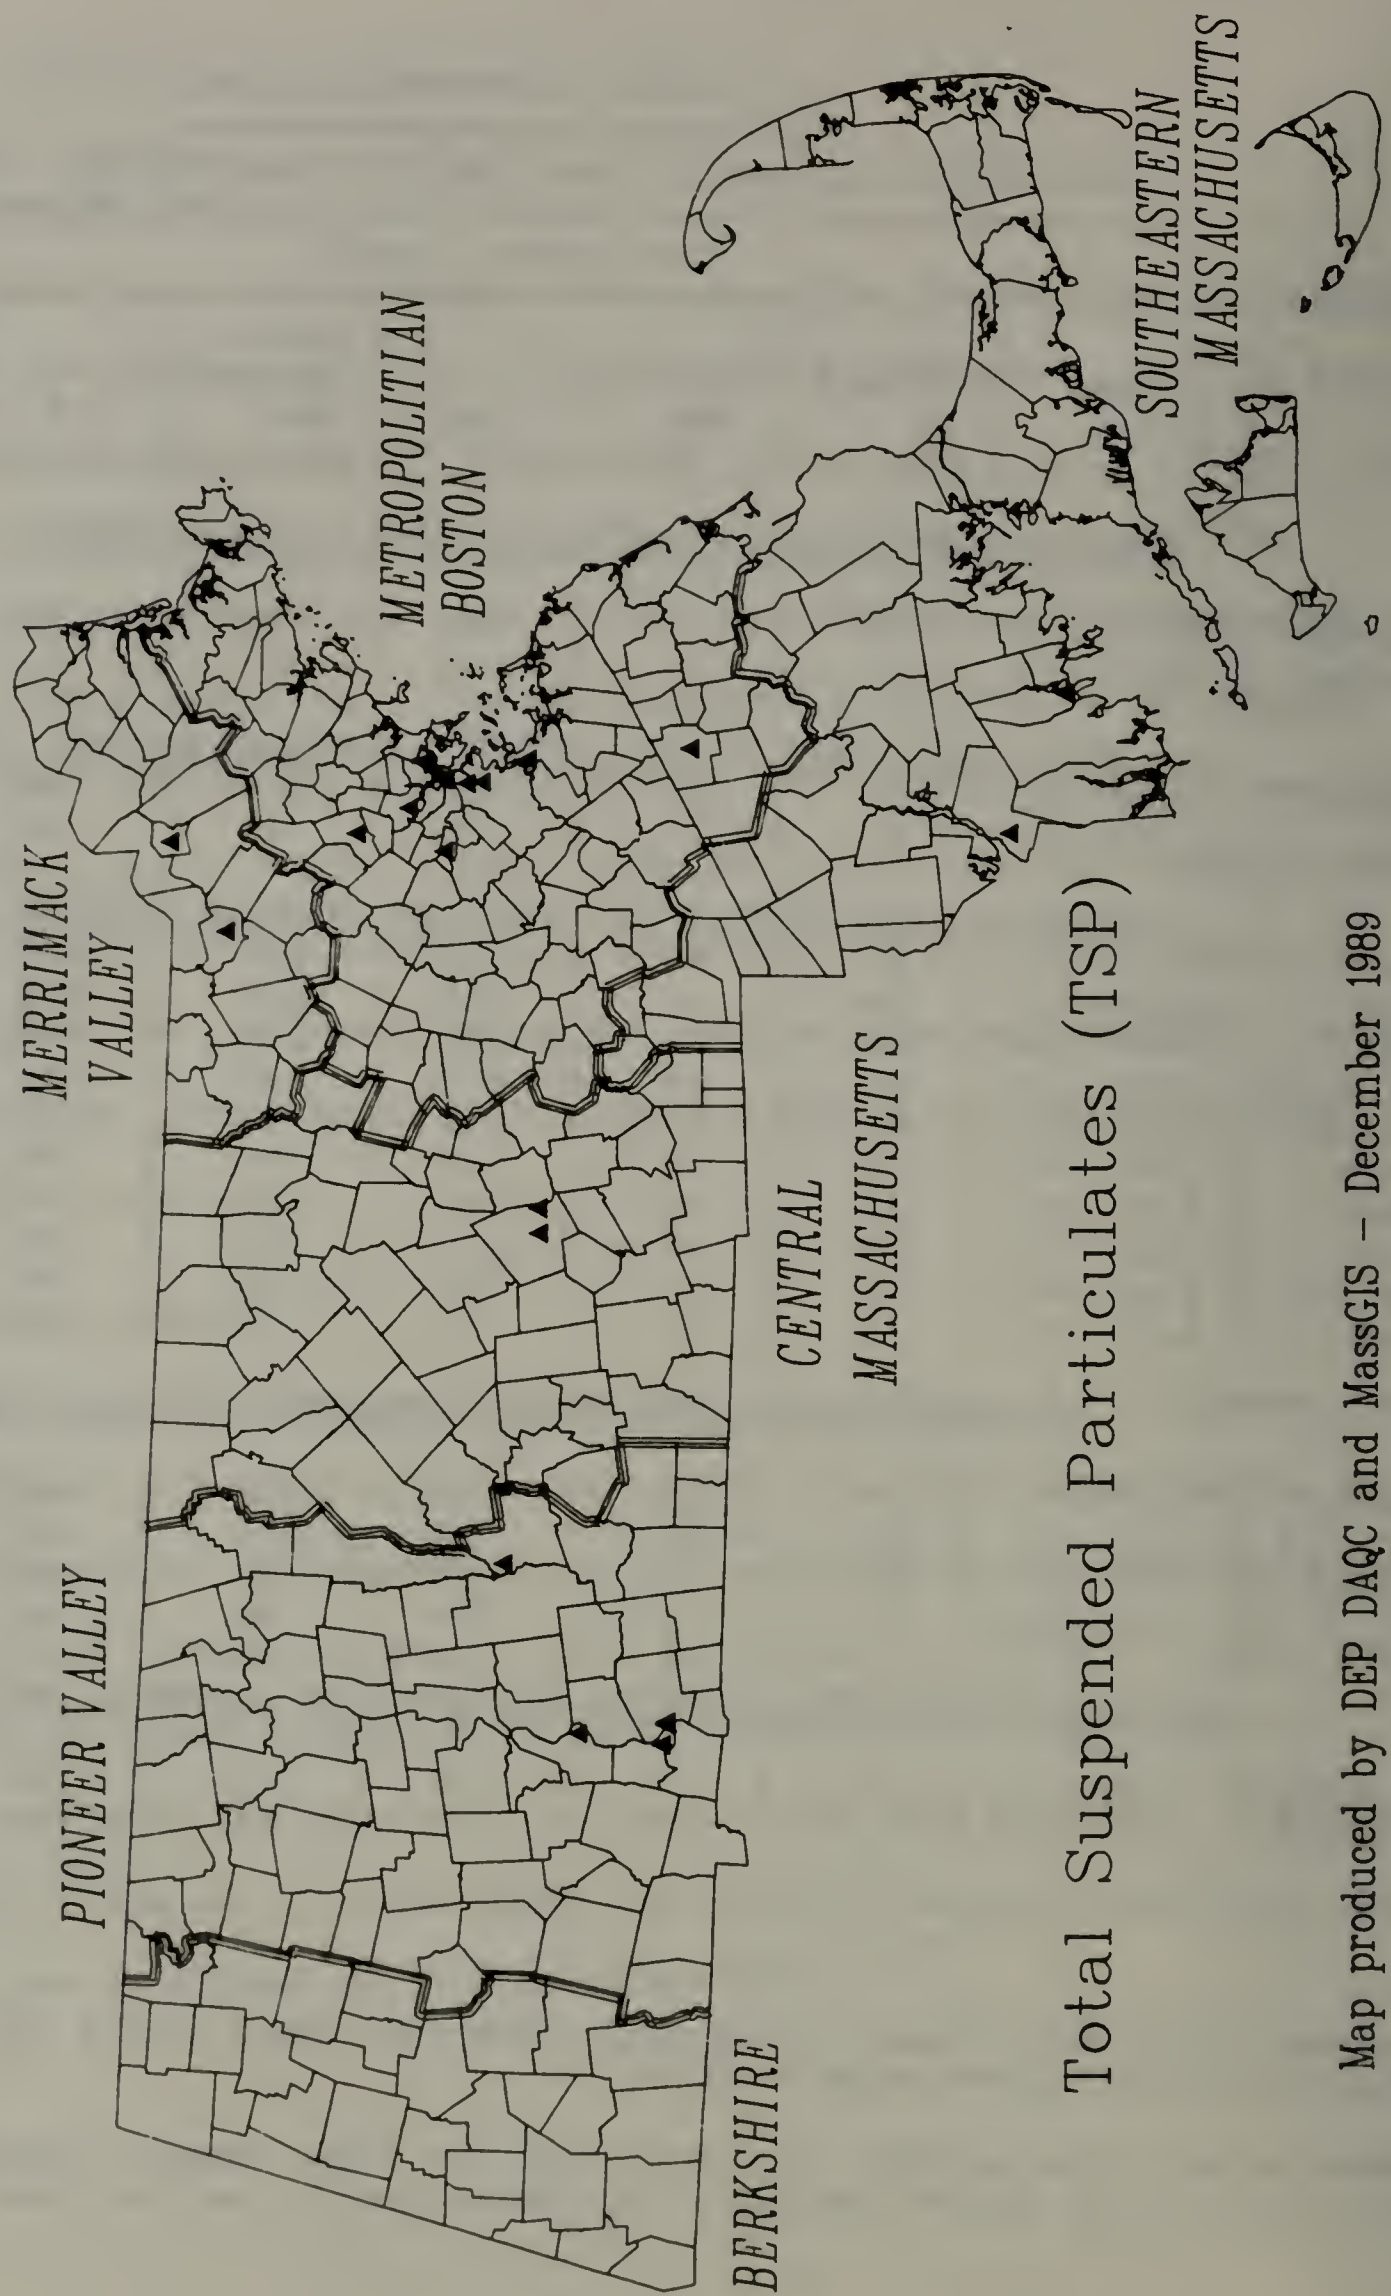 MERRIMACK
VALLEY
PIONEER VALLEY
METROPOLITIAN
BOSTON
BERKSHIRE
CENTRAL
MASSACHUSETTS
SOUTHEASTERN
MASSACHUSETTS
Total Suspended Particulates (TSP)
Map produced by DEP DAQC and MassGIS - December 1989